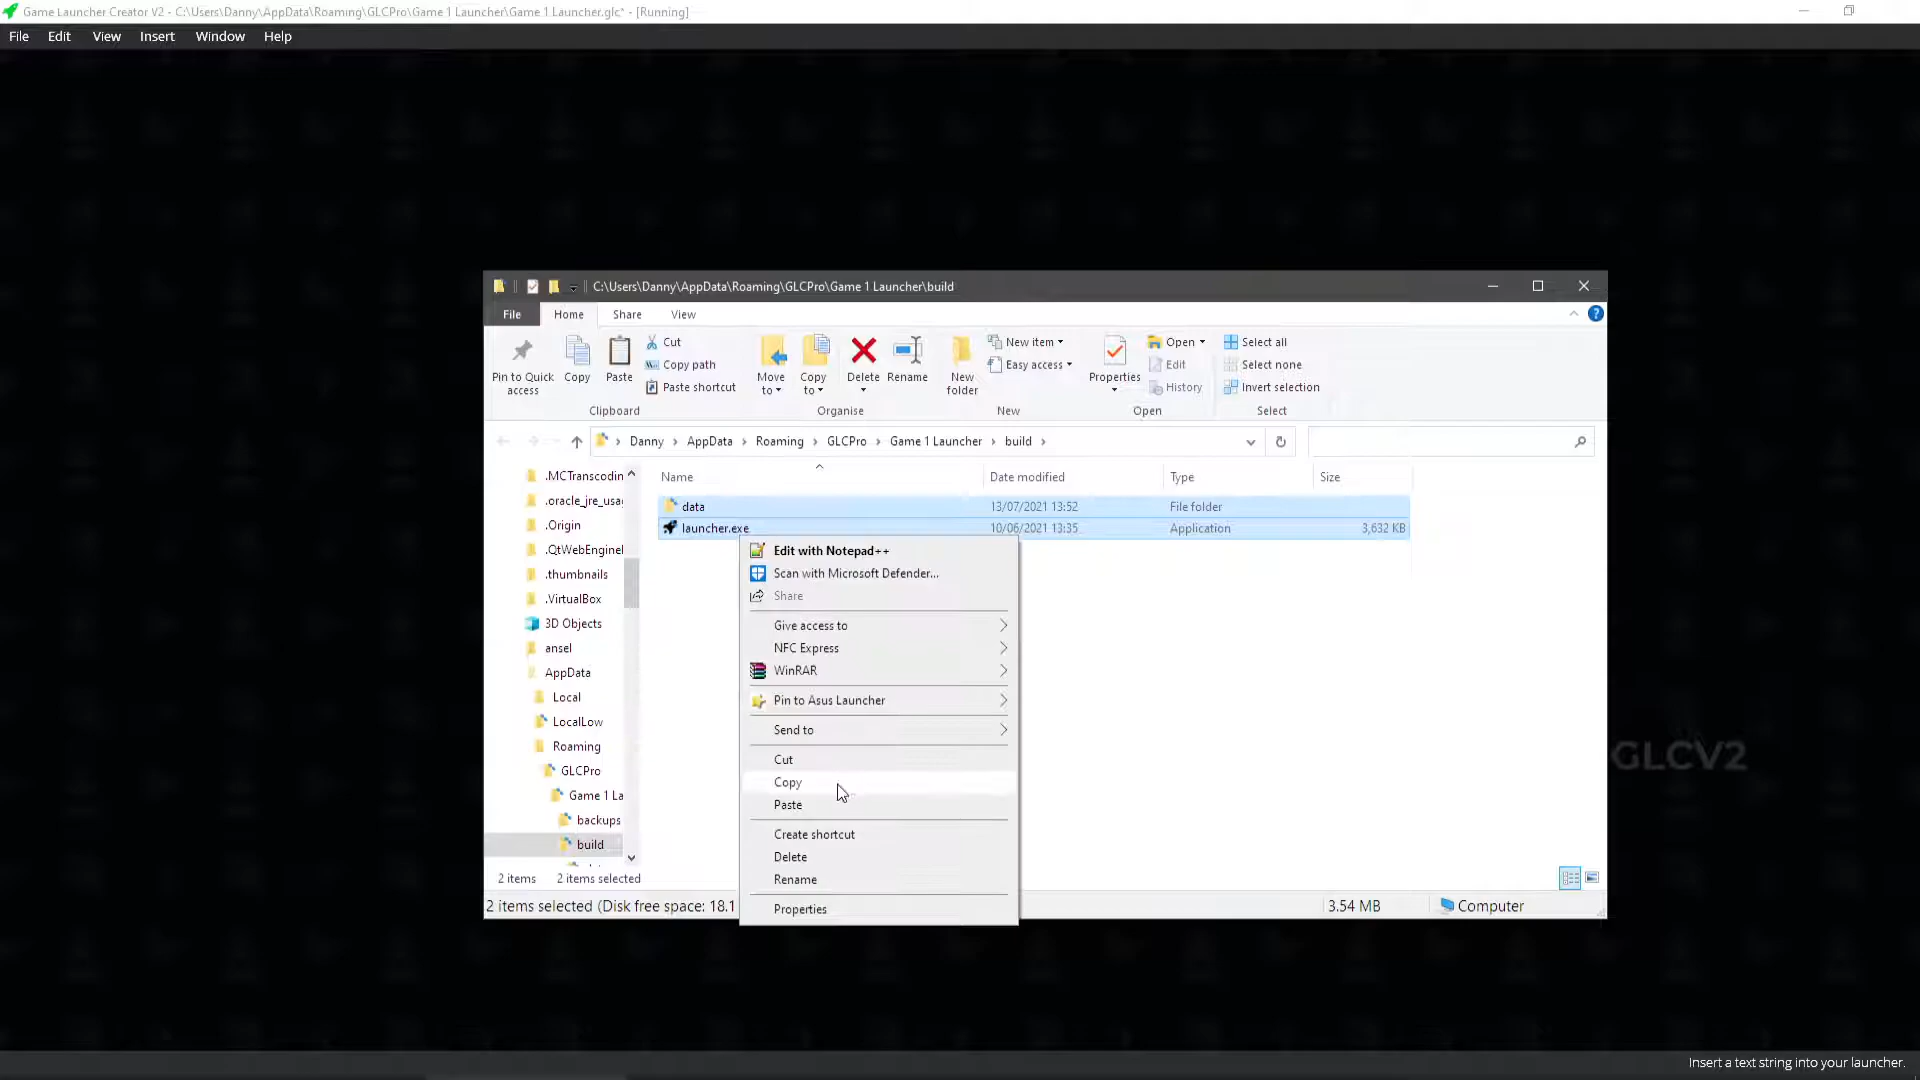 Game Launcher Creator V2 - C:\Users\Danny\AppData\Roaming\GLCPro\Game 1 Launcher\Game 1 Launcher.glc* - [Running]
File Edit View Insert Window Help
C:\Users\Danny\AppData\Roaming\GLCPro\Game 1 Launcher\build
File Home Share View
Pin to Quick access
Copy
Paste
Cut
Copy path
Paste shortcut
Clipboard
Move to
Copy to
Delete
Rename
Organise
New folder
New item
Easy access
New
Properties
Open
Edit
History
Open
Select all
Select none
Invert selection
Select
Danny AppData Roaming GLCPro Game 1 Launcher build
Name Date modified Type Size
data 13/07/2021 13:52 File folder
launcher.exe 10/06/2021 13:35 Application 3,632 KB
.MCTranscodin
.oracle_jre_usa
.Origin
.QtWebEngine
.thumbnails
.VirtualBox
3D Objects
ansel
AppData
Local
LocalLow
Roaming
GLCPro
Game 1 La
backups
build
Edit with Notepad++
Scan with Microsoft Defender...
Share
Give access to
NFC Express
WinRAR
Pin to Asus Launcher
Send to
Cut
Copy
Paste
Create shortcut
Delete
Rename
Properties
2 items 2 items selected
2 items selected (Disk free space: 18.1
3.54 MB
Computer
GLCV2
Insert a text string into your launcher.